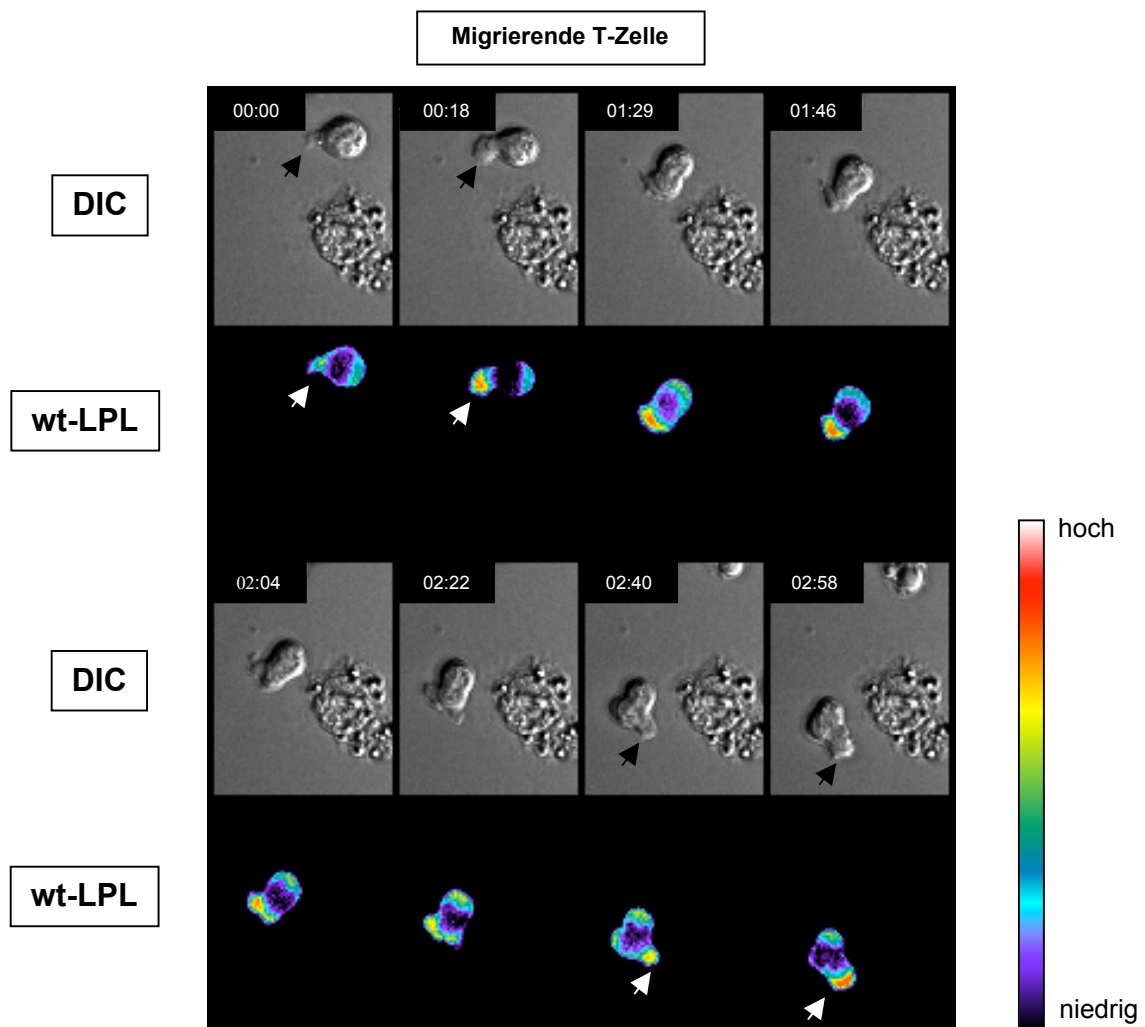 Migrierende T-Zelle
00:00 00:18 01:29 01:46
DIC
wt-LPL
hoch
02:04 02:22 02:40 02:58
DIC
wt-LPL
niedrig